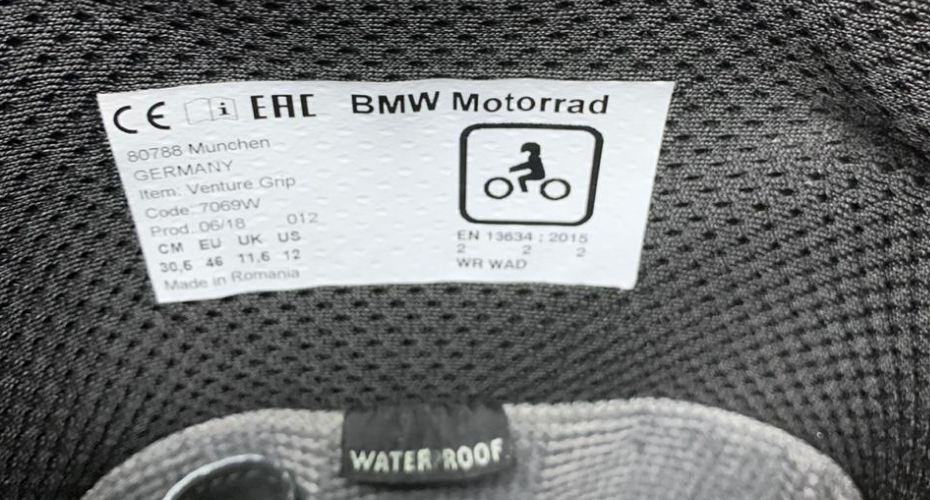 CE i EAC BMW Motorrad
80788 Munchen
GERMANY
Item: Venture Grip
Code: 7069W
Prod. 06/18 012
CM EU UK US
30,5 46 11,6 12
Made in Romania
EN 13634 : 2015
2 2 2
WR WAD
WATERPROOF